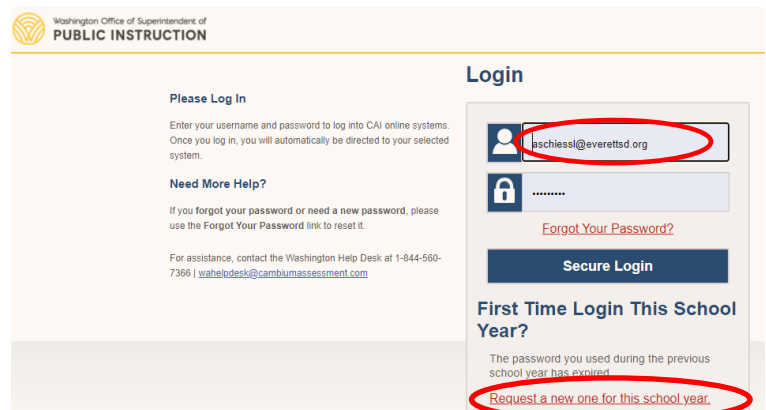 Washington Office of Superintendent of
PUBLIC INSTRUCTION
Login
Please Log In
Enter your username and password to log into CAI online systems.
Once you log in, you will automatically be directed to your selected
system.
Need More Help?
If you forgot your password or need a new password, please
use the Forgot Your Password link to reset it.
For assistance, contact the Washington Help Desk at 1-844-560-
7366 | wahelpdesk@cambiumassessment.com
aschiessl@everettsd.org
•••••••••
Forgot Your Password?
Secure Login
First Time Login This School
Year?
The password you used during the previous
school year has expired.
Request a new one for this school year.